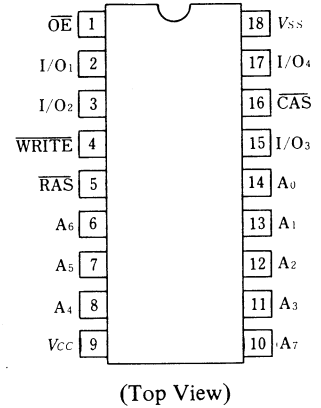 OE 1 18 Vss
I/O1 2 17 I/O4
I/O2 3 16 CAS
WRITE 4 15 I/O3
RAS 5 14 A0
A6 6 13 A1
A5 7 12 A2
A4 8 11 A3
Vcc 9 10 A7
(Top View)